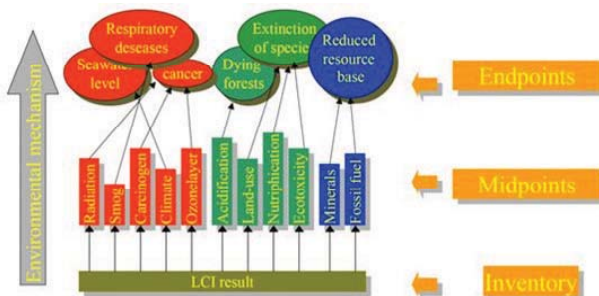 Respiratory
deseases
Extinction
of species
Reduced
resource
base
Seawater
level
cancer
Dying
forests
Endpoints
Environmental mechanism
Radiation
Smog
Carcinogen
Climate
Ozonelayer
Acidification
Land-use
Nutriphication
Ecotoxicity
Minerals
Fossil fuel
Midpoints
LCI result
Inventory